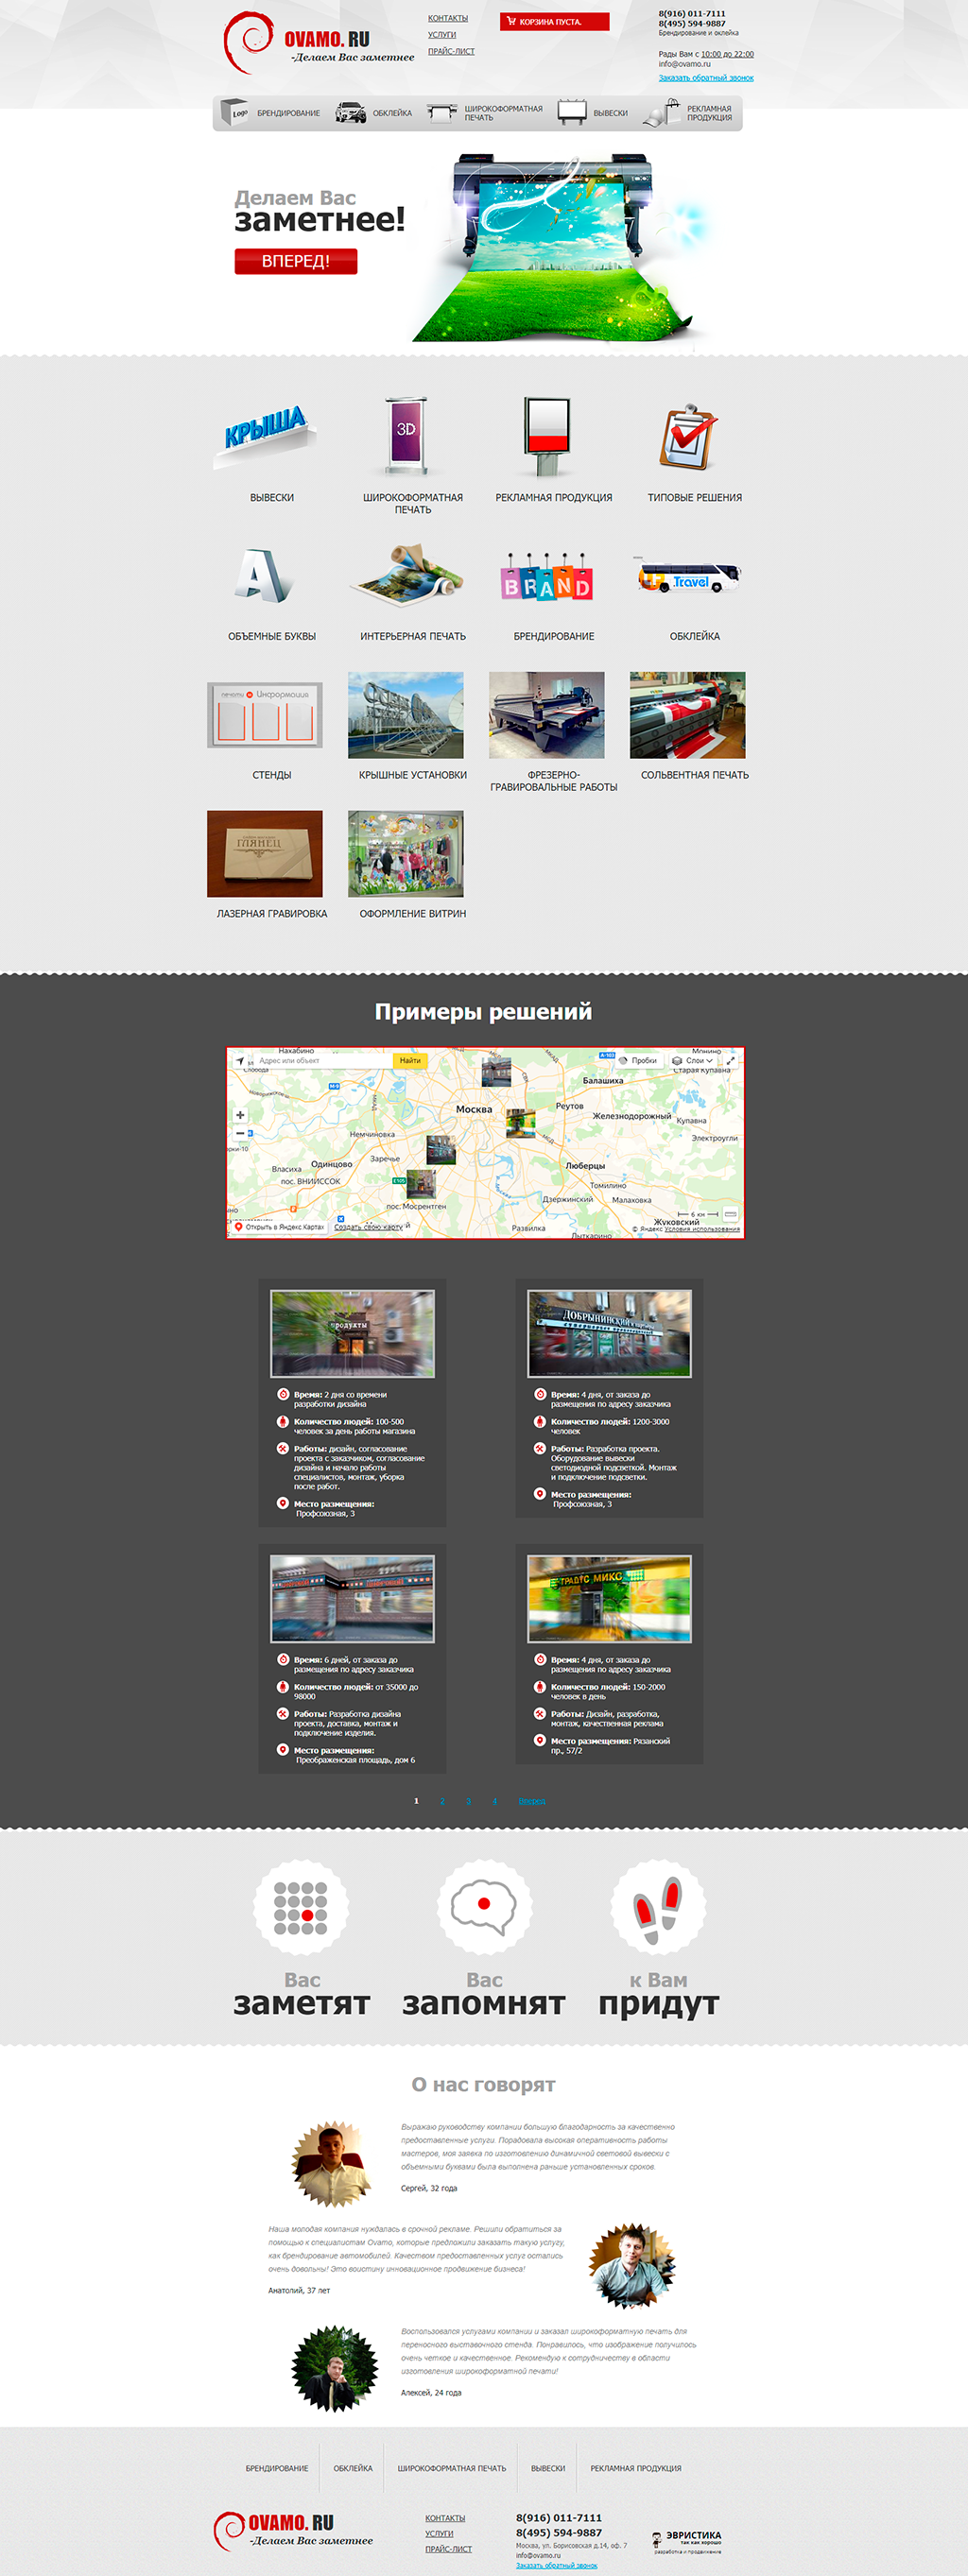 OVAMO. RU
-Делаем Вас заметнее
КОНТАКТЫ
УСЛУГИ
ПРАЙС-ЛИСТ
КОРЗИНА ПУСТА.
8(916) 011-7111
8(495) 594-9887
Брендирование и оклейка
Рады Вам с 10:00 до 22:00
info@ovamo.ru
Заказать обратный звонок
Logo
БРЕНДИРОВАНИЕ
ОБКЛЕЙКА
ШИРОКОФОРМАТНАЯ
ПЕЧАТЬ
ВЫВЕСКИ
РЕКЛАМНАЯ
ПРОДУКЦИЯ
Делаем Вас
заметнее!
ВПЕРЕД!
КРЫША
3D
ВЫВЕСКИ
ШИРОКОФОРМАТНАЯ
ПЕЧАТЬ
РЕКЛАМНАЯ ПРОДУКЦИЯ
ТИПОВЫЕ РЕШЕНИЯ
A
BRAND
Travel
ОБЪЕМНЫЕ БУКВЫ
ИНТЕРЬЕРНАЯ ПЕЧАТЬ
БРЕНДИРОВАНИЕ
ОБКЛЕЙКА
печати Информация
СТЕНДЫ
КРЫШНЫЕ УСТАНОВКИ
ФРЕЗЕРНО-
ГРАВИРОВАЛЬНЫЕ РАБОТЫ
СОЛЬВЕНТНАЯ ПЕЧАТЬ
ГЛЯНЕЦ
ЛАЗЕРНАЯ ГРАВИРОВКА
ОФОРМЛЕНИЕ ВИТРИН
Примеры решений
Нахабино
Адрес или объект
Найти
Пробки
Слои
Монино
Старая Купавна
Слобода
М-9
А-103
МКАД
Балашиха
Москва
Реутов
Железнодорожный
Купавна
Электроугли
Немчиновка
Заречье
Одинцово
Власиха
пос. ВНИИССОК
Е105
Люберцы
Томилино
Дзержинский
Малаховка
пос. Мосрентген
Открыть в Яндекс.Картах
Создать свою карту
Развилка
Лыткарино
6 км
Жуковский
© Яндекс Условия использования
продукты
Время: 2 дня со времени
разработки дизайна
Количество людей: 100-500
человек за день работы магазина
Работы: дизайн, согласование
проекта с заказчиком, согласование
дизайна и начало работы
специалистов, монтаж, уборка
после работ.
Место размещения:
Профсоюзная, 3
ДОБРЫНИНСКИЙ
Время: 4 дня, от заказа до
размещения по адресу заказчика
Количество людей: 1200-3000
человек
Работы: Разработка проекта.
Оборудование вывески
светодиодной подсветкой. Монтаж
и подключение подсветки.
Место размещения:
Профсоюзная, 3
Время: 6 дней, от заказа до
размещения по адресу заказчика
Количество людей: от 35000 до
98000
Работы: Разработка дизайна
проекта, доставка, монтаж и
подключение изделия.
Место размещения:
Преображенская площадь, дом 6
ГРАДУС МИКС
Время: 4 дня, от заказа до
размещения по адресу заказчика
Количество людей: 150-2000
человек в день
Работы: Дизайн, разработка,
монтаж, качественная реклама
Место размещения: Рязанский
пр., 57/2
1 2 3 4 Вперед
Вас
заметят
Вас
запомнят
к Вам
придут
О нас говорят
Выражаю руководству компании большую благодарность за качественно
предоставленные услуги. Порадовала высокая оперативность работы
мастеров, моя заявка по изготовлению динамичной световой вывески с
объемными буквами была выполнена раньше установленных сроков.
Сергей, 32 года
Наша молодая компания нуждалась в срочной рекламе. Решили обратиться за
помощью к специалистам Ovamo, которые предложили заказать такую услугу,
как брендирование автомобилей. Качеством предоставленных услуг остались
очень довольны! Это воистину инновационное продвижение бизнеса!
Анатолий, 37 лет
Воспользовался услугами компании и заказал широкоформатную печать для
переносного выставочного стенда. Понравилось, что изображение получилось
очень четкое и качественное. Рекомендую к сотрудничеству в области
изготовления широкоформатной печати!
Алексей, 24 года
БРЕНДИРОВАНИЕ
ОБКЛЕЙКА
ШИРОКОФОРМАТНАЯ ПЕЧАТЬ
ВЫВЕСКИ
РЕКЛАМНАЯ ПРОДУКЦИЯ
OVAMO. RU
-Делаем Вас заметнее
КОНТАКТЫ
УСЛУГИ
ПРАЙС-ЛИСТ
8(916) 011-7111
8(495) 594-9887
Москва, ул. Борисовская д.14, оф. 7
info@ovamo.ru
Заказать обратный звонок
ЭВРИСТИКА
так как хорошо
разработка и продвижение